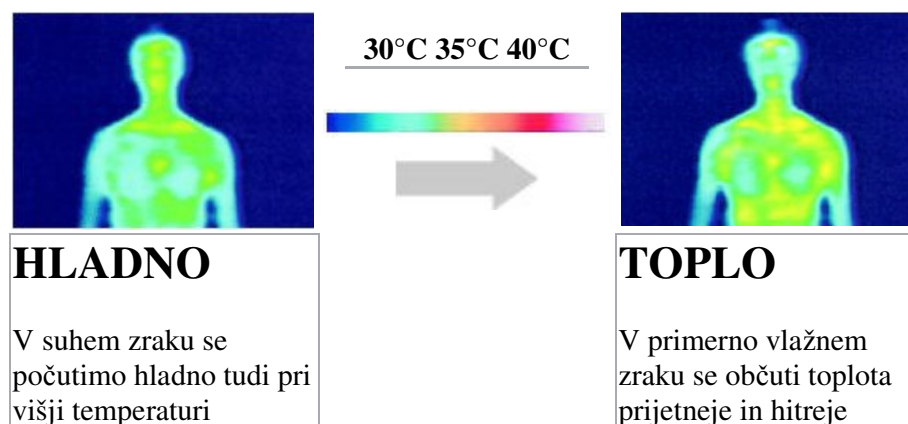 30°C 35°C 40°C
HLADNO
V suhem zraku se
počutimo hladno tudi pri
višji temperaturi
TOPLO
V primerno vlažnem
zraku se občuti toplota
prijetneje in hitreje